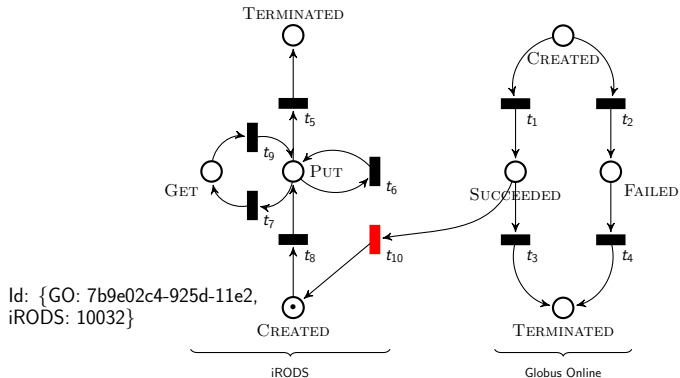 TERMINATED
CREATED
t5
t1
t2
t9
GET
PUT
t6
SUCCEEDED
FAILED
t7
t8
t10
t3
t4
Id: {GO: 7b9e02c4-925d-11e2,
iRODS: 10032}
CREATED
TERMINATED
iRODS
Globus Online